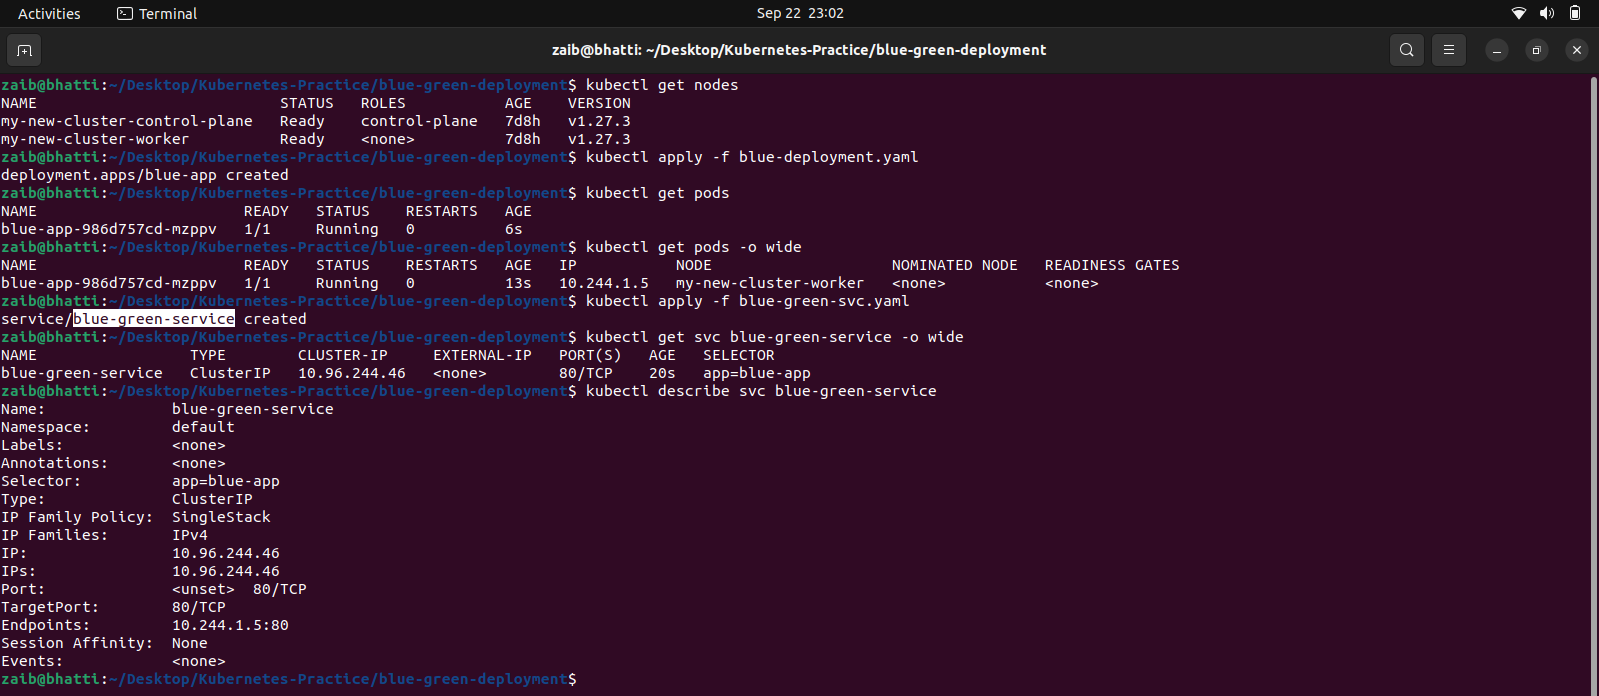 Activities Terminal Sep 22 23:02
zaib@bhatti: ~/Desktop/Kubernetes-Practice/blue-green-deployment
zaib@bhatti:~/Desktop/Kubernetes-Practice/blue-green-deployment$ kubectl get nodes
NAME STATUS ROLES AGE VERSION
my-new-cluster-control-plane Ready control-plane 7d8h v1.27.3
my-new-cluster-worker Ready <none> 7d8h v1.27.3
zaib@bhatti:~/Desktop/Kubernetes-Practice/blue-green-deployment$ kubectl apply -f blue-deployment.yaml
deployment.apps/blue-app created
zaib@bhatti:~/Desktop/Kubernetes-Practice/blue-green-deployment$ kubectl get pods
NAME READY STATUS RESTARTS AGE
blue-app-986d757cd-mzppv 1/1 Running 0 6s
zaib@bhatti:~/Desktop/Kubernetes-Practice/blue-green-deployment$ kubectl get pods -o wide
NAME READY STATUS RESTARTS AGE IP NODE NOMINATED NODE READINESS GATES
blue-app-986d757cd-mzppv 1/1 Running 0 13s 10.244.1.5 my-new-cluster-worker <none> <none>
zaib@bhatti:~/Desktop/Kubernetes-Practice/blue-green-deployment$ kubectl apply -f blue-green-svc.yaml
service/blue-green-service created
zaib@bhatti:~/Desktop/Kubernetes-Practice/blue-green-deployment$ kubectl get svc blue-green-service -o wide
NAME TYPE CLUSTER-IP EXTERNAL-IP PORT(S) AGE SELECTOR
blue-green-service ClusterIP 10.96.244.46 <none> 80/TCP 20s app=blue-app
zaib@bhatti:~/Desktop/Kubernetes-Practice/blue-green-deployment$ kubectl describe svc blue-green-service
Name: blue-green-service
Namespace: default
Labels: <none>
Annotations: <none>
Selector: app=blue-app
Type: ClusterIP
IP Family Policy: SingleStack
IP Families: IPv4
IP: 10.96.244.46
IPs: 10.96.244.46
Port: <unset> 80/TCP
TargetPort: 80/TCP
Endpoints: 10.244.1.5:80
Session Affinity: None
Events: <none>
zaib@bhatti:~/Desktop/Kubernetes-Practice/blue-green-deployment$